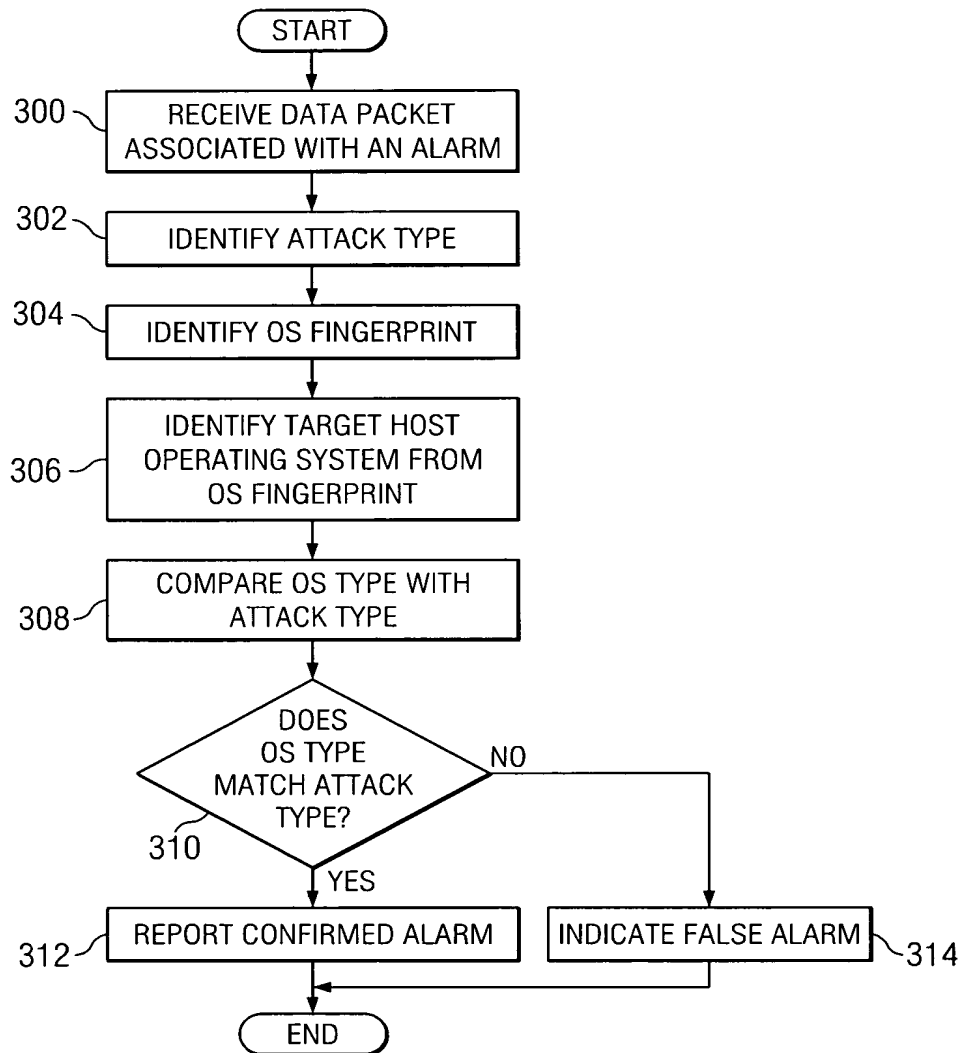 START
300
RECEIVE DATA PACKET
ASSOCIATED WITH AN ALARM
302
IDENTIFY ATTACK TYPE
304
IDENTIFY OS FINGERPRINT
306
IDENTIFY TARGET HOST
OPERATING SYSTEM FROM
OS FINGERPRINT
308
COMPARE OS TYPE WITH
ATTACK TYPE
DOES
OS TYPE
MATCH ATTACK
TYPE?
NO
310
YES
312
REPORT CONFIRMED ALARM
INDICATE FALSE ALARM
314
END